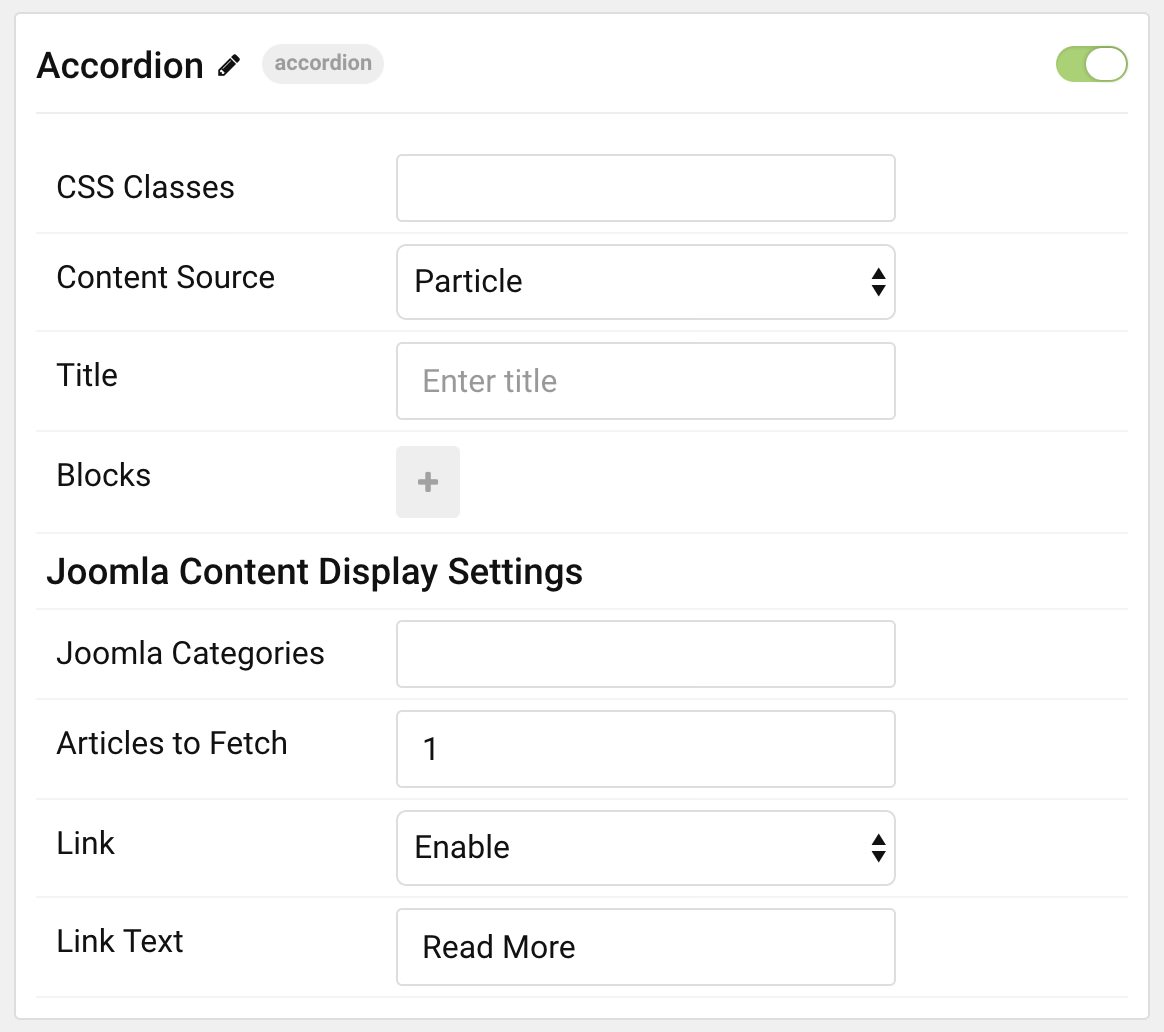 Accordion accordion
CSS Classes
Content Source Particle
Title Enter title
Blocks
Joomla Content Display Settings
Joomla Categories
Articles to Fetch 1
Link Enable
Link Text Read More